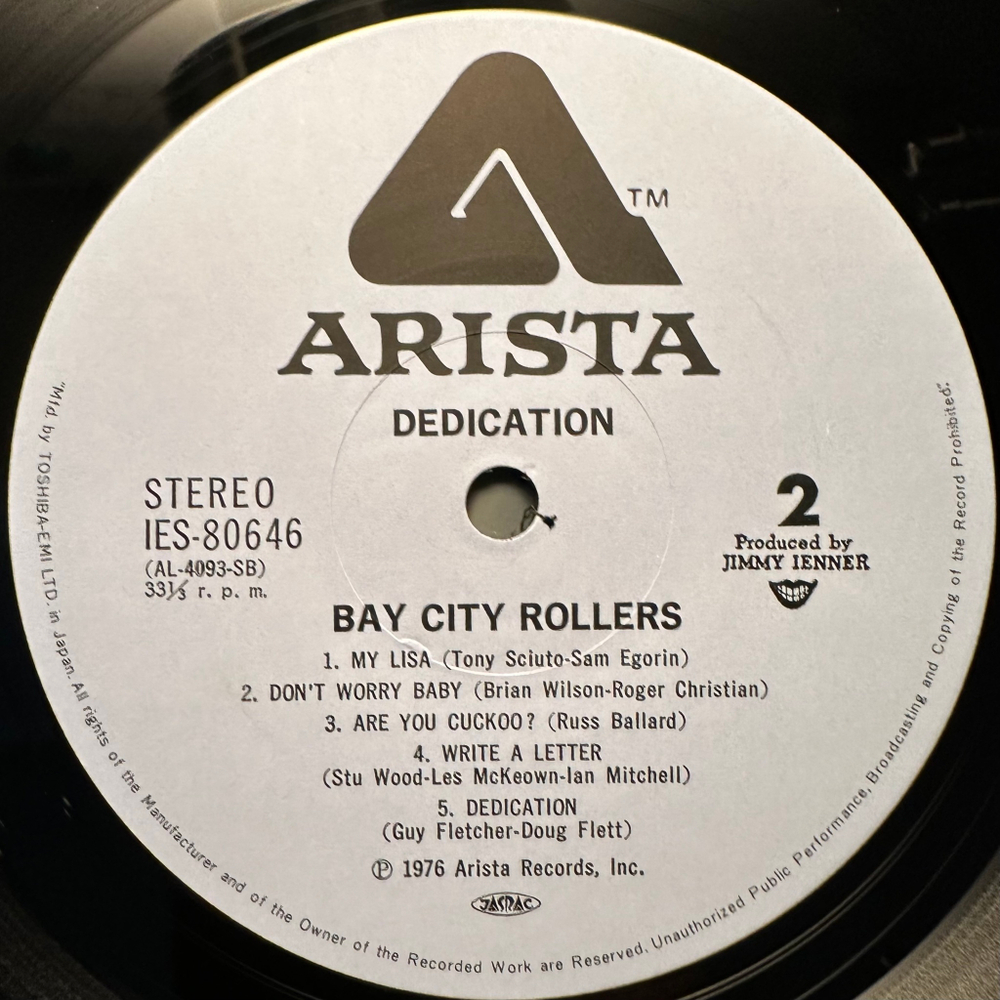 TM
ARISTA
DEDICATION
STEREO
IES-80646
(AL-4093-SB)
33⅓ r. p. m.
2
Produced by
JIMMY IENNER
BAY CITY ROLLERS
1. MY LISA (Tony Sciuto-Sam Egorin)
2. DON'T WORRY BABY (Brian Wilson-Roger Christian)
3. ARE YOU CUCKOO? (Russ Ballard)
4. WRITE A LETTER
(Stu Wood-Les McKeown-Ian Mitchell)
5. DEDICATION
(Guy Fletcher-Doug Flett)
Ⓟ 1976 Arista Records, Inc.
JASRAC
"Mfd. by TOSHIBA-EMI LTD. in Japan. All rights of the Manufacturer and of the Owner of the Recorded Work are Reserved. Unauthorized Public Performance, Broadcasting and Copying of the Record Prohibited".